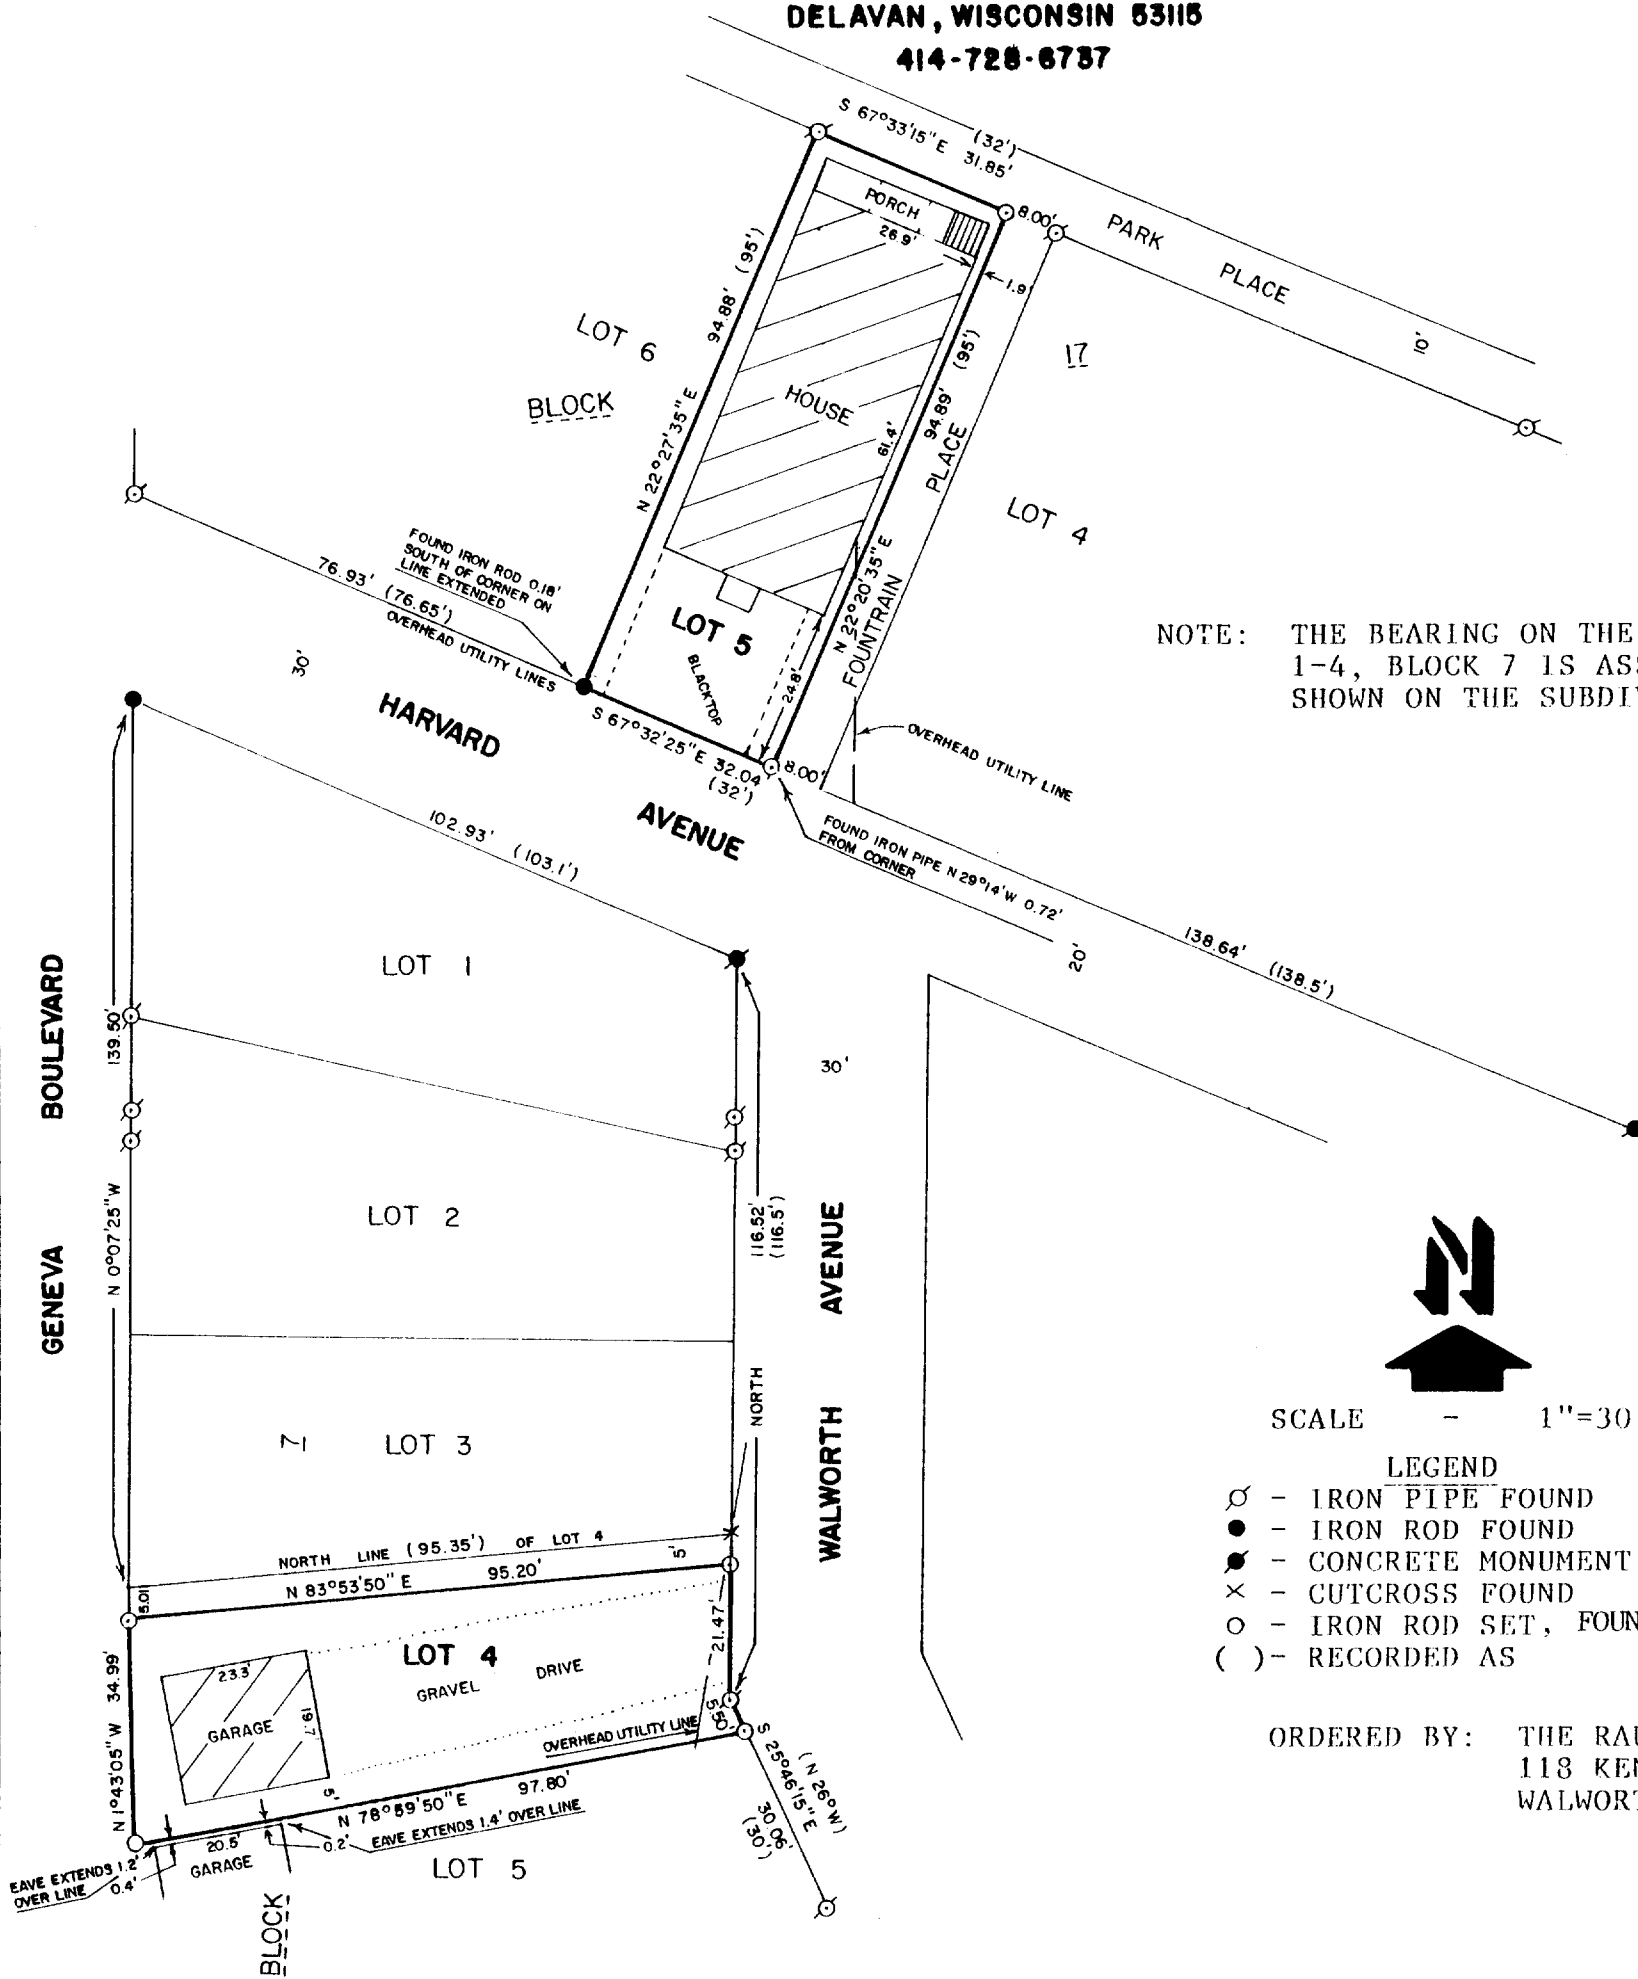 DELAVAN, WISCONSIN 53115
414-728-6737
S 67°33'15" E 31.85'
(32')
8.00'
PARK
PLACE
10'
PORCH
26.9'
1.9'
94.88' (95')
N 22°27'35" E
LOT 6
BLOCK
17
HOUSE
61.4'
94.89' (95')
N 22°20'35" E
FOUNTRAIN
PLACE
LOT 4
FOUND IRON ROD 0.18'
SOUTH OF CORNER ON
LINE EXTENDED
76.93' (76.65')
OVERHEAD UTILITY LINES
30'
LOT 5
BLACKTOP
24.8'
S 67°32'25" E 32.04
(32')
8.00'
OVERHEAD UTILITY LINE
NOTE: THE BEARING ON THE
1-4, BLOCK 7 IS AS
SHOWN ON THE SUBDI
HARVARD
AVENUE
FOUND IRON PIPE N 29°14' W 0.72'
FROM CORNER
20'
138.64' (138.5')
102.93' (103.1')
LOT 1
GENEVA BOULEVARD
139.50'
N 0°07'25" W
30'
LOT 2
116.52'
(116.5')
WALWORTH AVENUE
NORTH
7
LOT 3
NORTH LINE (95.35') OF LOT 4
5'
N 83°53'50" E 95.20'
5.01
N 1°43'05" W 34.99'
LOT 4
GRAVEL DRIVE
21.47'
23.3'
19.7
GARAGE
5'
OVERHEAD UTILITY LINE
5.50'
N 78°59'50" E 97.80'
EAVE EXTENDS 1.4' OVER LINE
0.2'
20.5'
GARAGE
EAVE EXTENDS 1.2'
OVER LINE
0.4'
LOT 5
BLOCK
S 25°46'15" E
(N 26° W)
30.06'
(30')
N
SCALE - 1"=30
LEGEND
- IRON PIPE FOUND
- IRON ROD FOUND
- CONCRETE MONUMENT
× - CUTCROSS FOUND
○ - IRON ROD SET, FOUN
( )- RECORDED AS
ORDERED BY: THE RA
118 KE
WALWOR